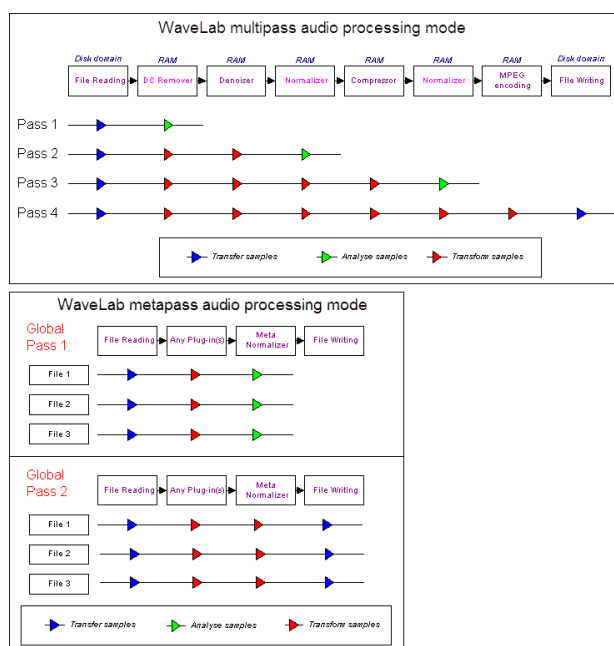 WaveLab multipass audio processing mode
Disk domain RAM RAM RAM RAM RAM RAM Disk domain
File Reading DC Remover Denoiser Normalizer Compressor Normalizer MPEG encoding File Writing
Pass 1
Pass 2
Pass 3
Pass 4
Transfer samples Analyse samples Transform samples
WaveLab metapass audio processing mode
Global Pass 1
File Reading Any Plug-in(s) Meta Normalizer File Writing
File 1
File 2
File 3
Global Pass 2
File Reading Any Plug-in(s) Meta Normalizer File Writing
File 1
File 2
File 3
Transfer samples Analyse samples Transform samples